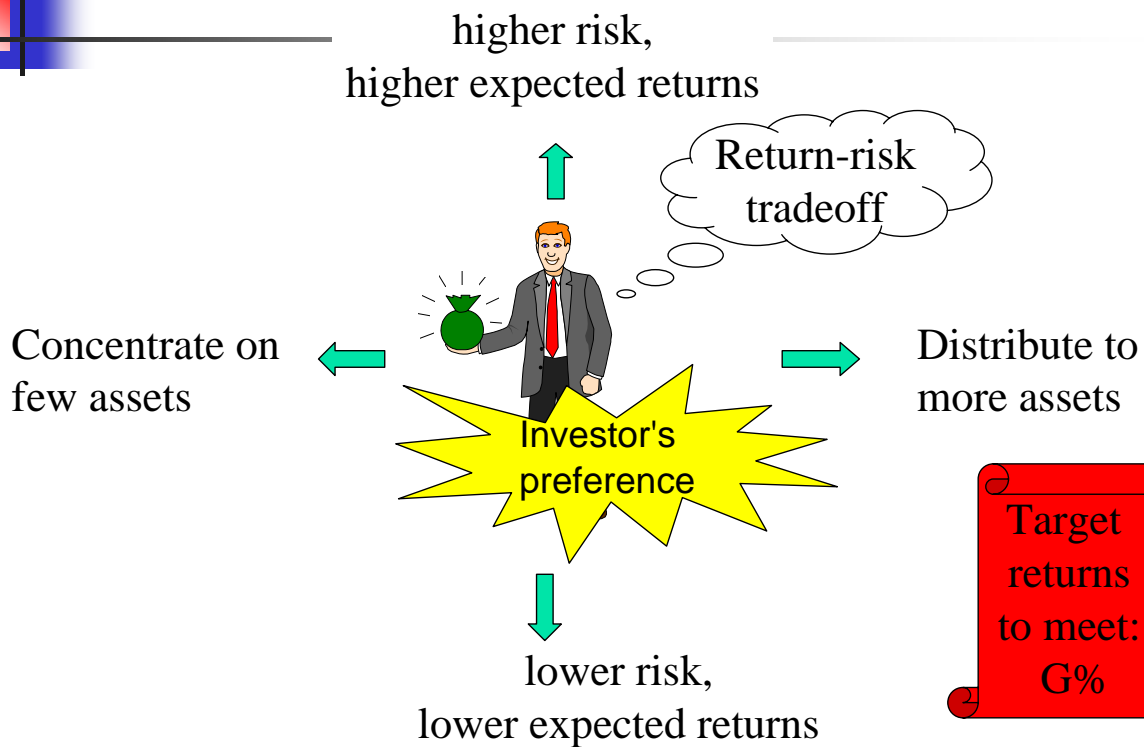 higher risk,
higher expected returns
Return-risk
tradeoff
Concentrate on
few assets
Distribute to
more assets
Investor's
preference
Target
returns
to meet:
G%
lower risk,
lower expected returns